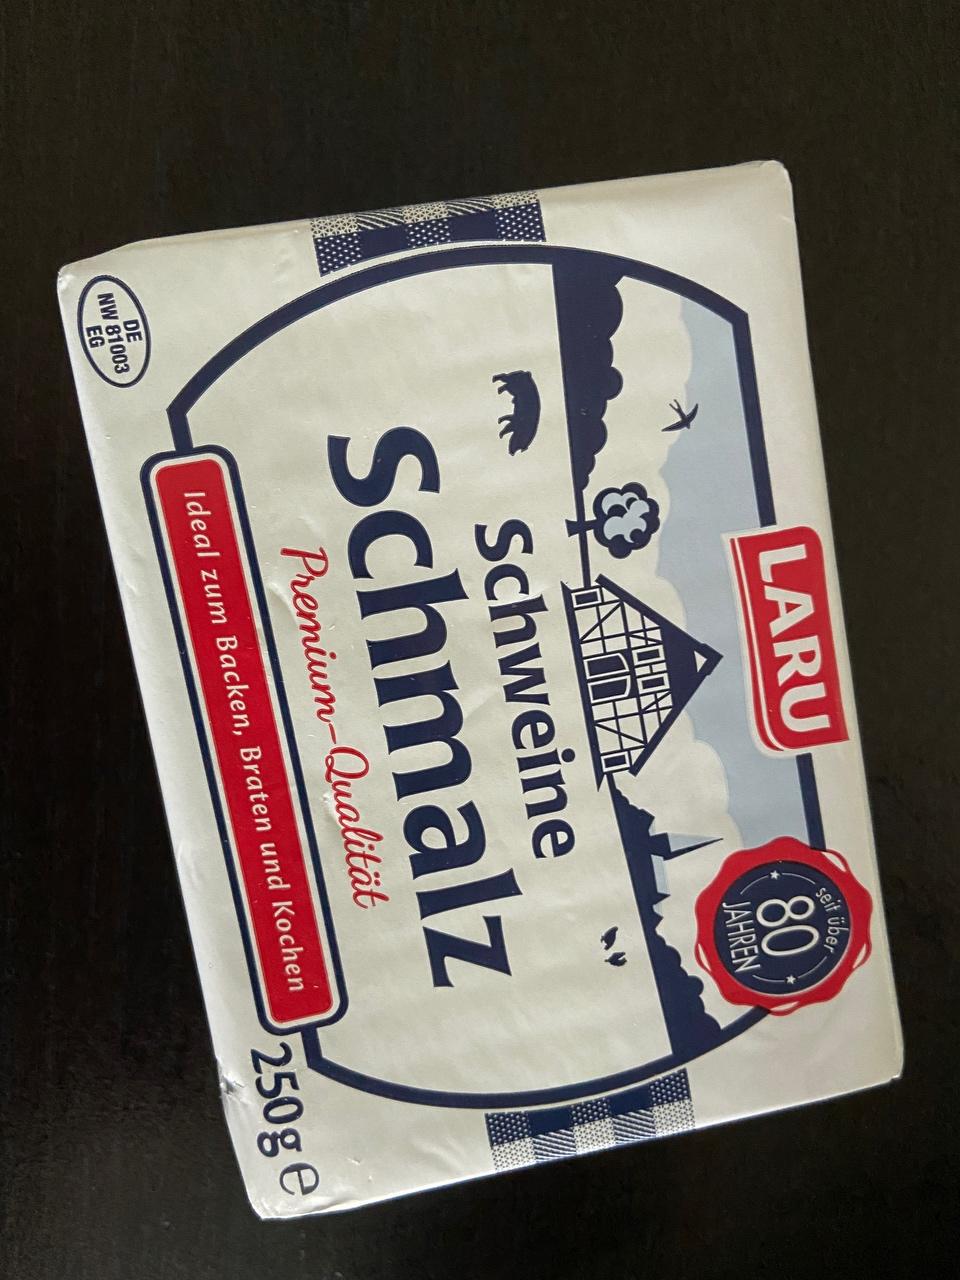 LARU
seit über
80
JAHREN
Schweine
Schmalz
Premium-Qualität
Ideal zum Backen, Braten und Kochen
DE
NW 81003
EG
250g e